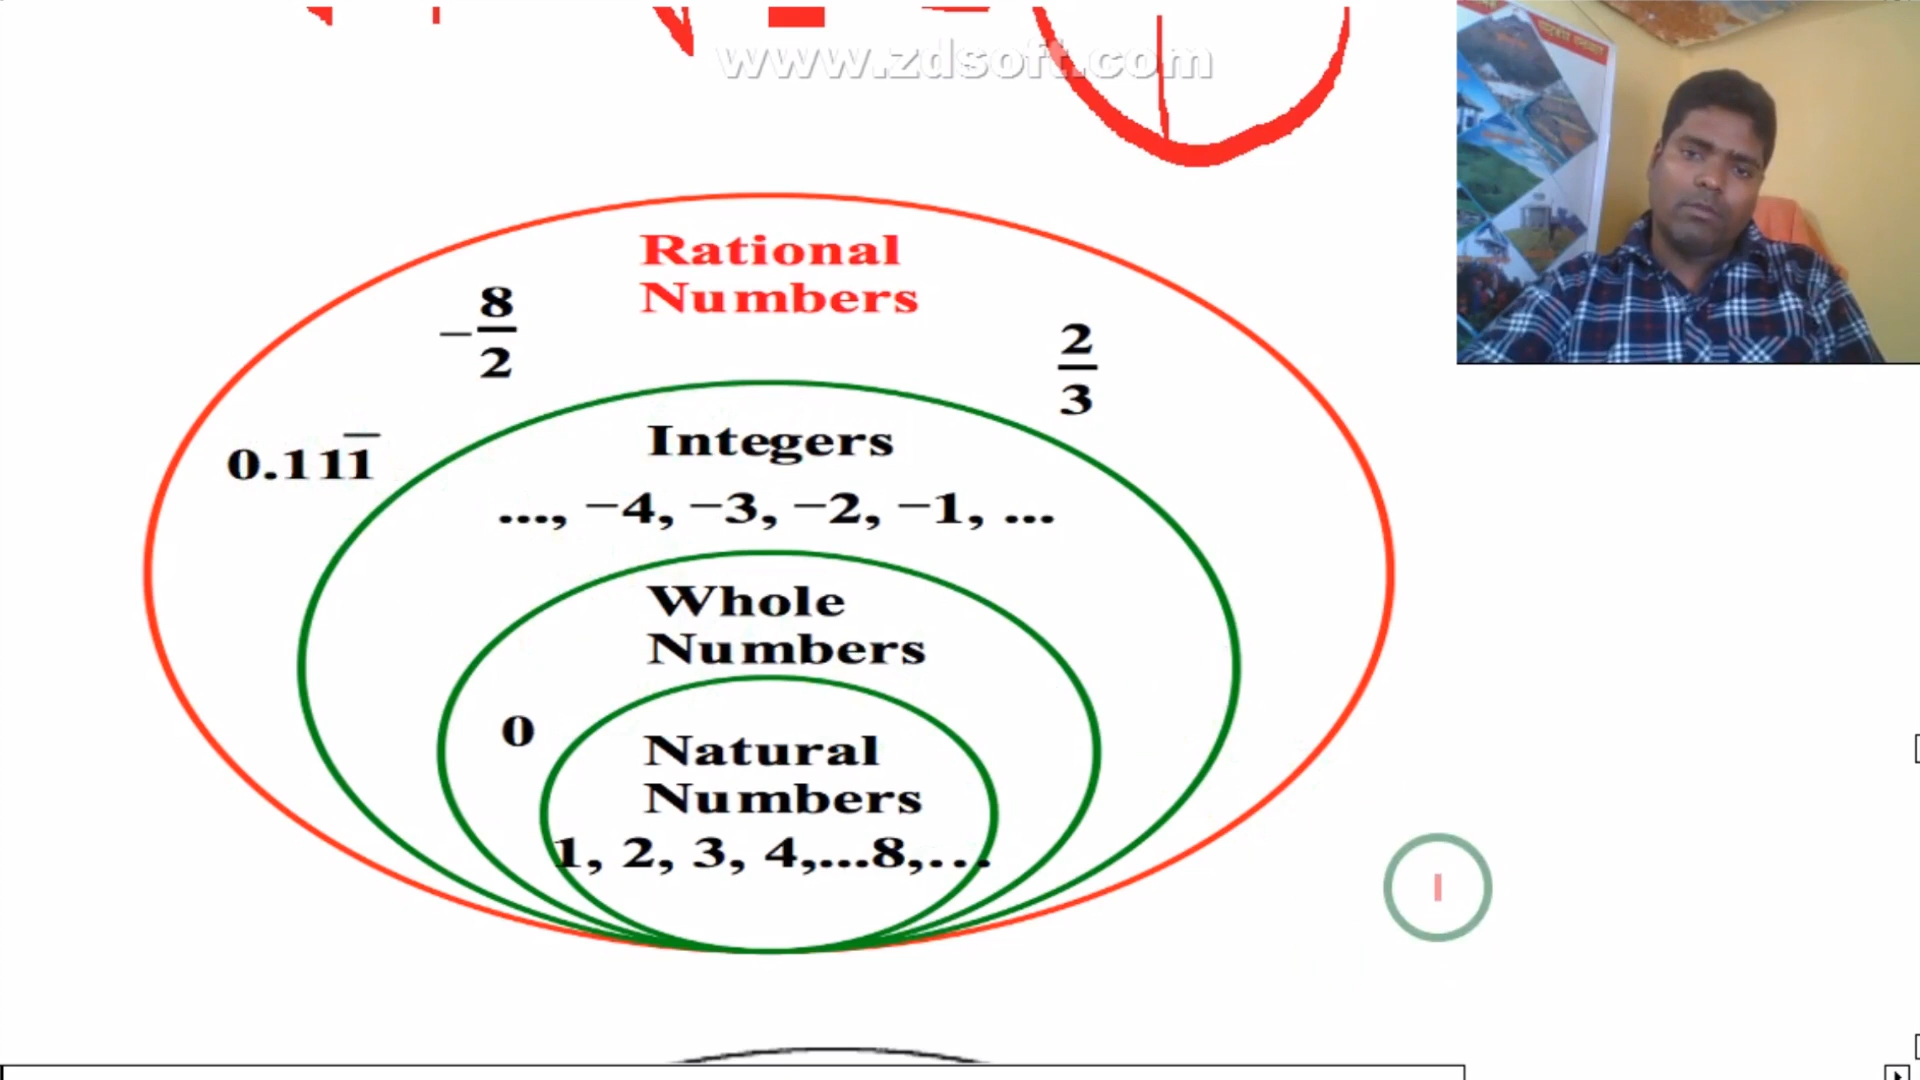 www.zdsoft.com
Rational
Numbers
−8/2
2/3
0.111̅
Integers
..., −4, −3, −2, −1, ...
Whole
Numbers
0
Natural
Numbers
1, 2, 3, 4,...8,...